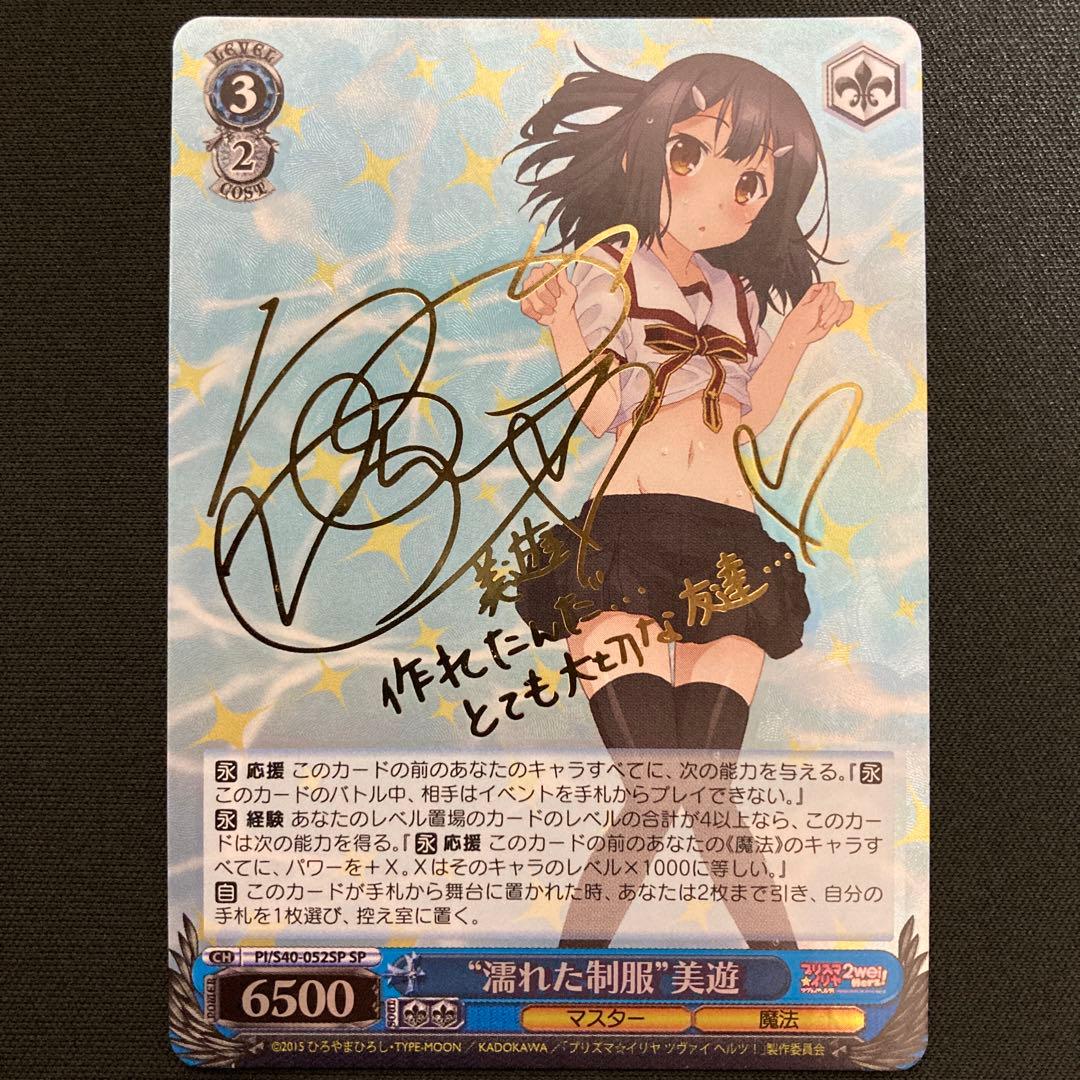 LEVEL
3
2
COST
美遊
作れたんだ…
とても大切な友達…
永 応援 このカードの前のあなたのキャラすべてに、次の能力を与える。『永
このカードのバトル中、相手はイベントを手札からプレイできない。』
永 経験 あなたのレベル置場のカードのレベルの合計が4以上なら、このカー
ドは次の能力を得る。『永 応援 このカードの前のあなたの《魔法》のキャラす
べてに、パワーを＋X。Xはそのキャラのレベル×1000に等しい。』
自 このカードが手札から舞台に置かれた時、あなたは2枚まで引き、自分の
手札を1枚選び、控え室に置く。
CH PI/S40-052SP SP
“濡れた制服”美遊
プリズマ☆イリヤ 2wei Herz!
POWER 6500 SOUL
マスター 魔法
©2015 ひろやまひろし・TYPE-MOON ／ KADOKAWA ／「プリズマ☆イリヤ ツヴァイ ヘルツ！」製作委員会